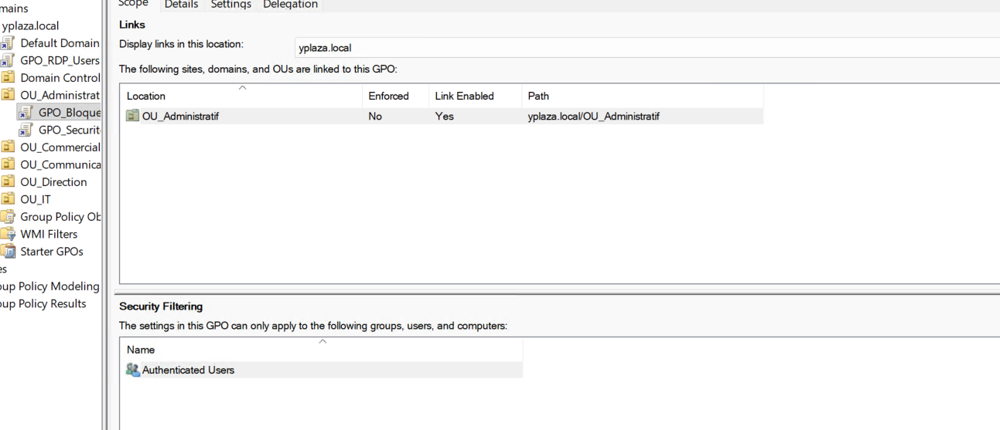 mains
yplaza.local
Default Domain
GPO_RDP_Users
Domain Control
OU_Administrat
GPO_Bloque
GPO_Securit
OU_Commercial
OU_Communica
OU_Direction
OU_IT
Group Policy Ob
WMI Filters
Starter GPOs
es
oup Policy Modeling
oup Policy Results
Scope Details Settings Delegation
Links
Display links in this location: yplaza.local
The following sites, domains, and OUs are linked to this GPO:
Location Enforced Link Enabled Path
OU_Administratif No Yes yplaza.local/OU_Administratif
Security Filtering
The settings in this GPO can only apply to the following groups, users, and computers:
Name
Authenticated Users